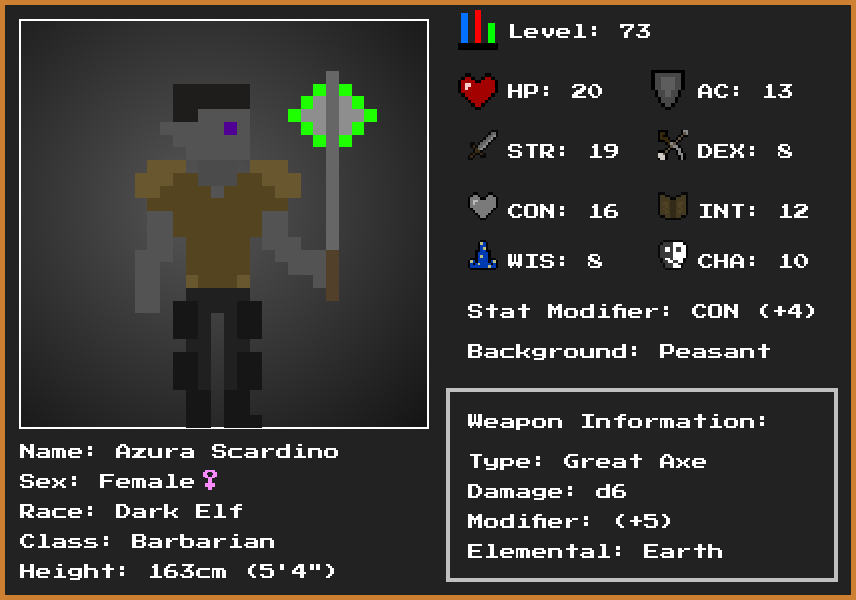 Level: 73
HP: 20 AC: 13
STR: 19 DEX: 8
CON: 16 INT: 12
WIS: 8 CHA: 10
Stat Modifier: CON (+4)
Background: Peasant
Weapon Information:
Type: Great Axe
Damage: d6
Modifier: (+5)
Elemental: Earth
Name: Azura Scardino
Sex: Female♀
Race: Dark Elf
Class: Barbarian
Height: 163cm (5'4")